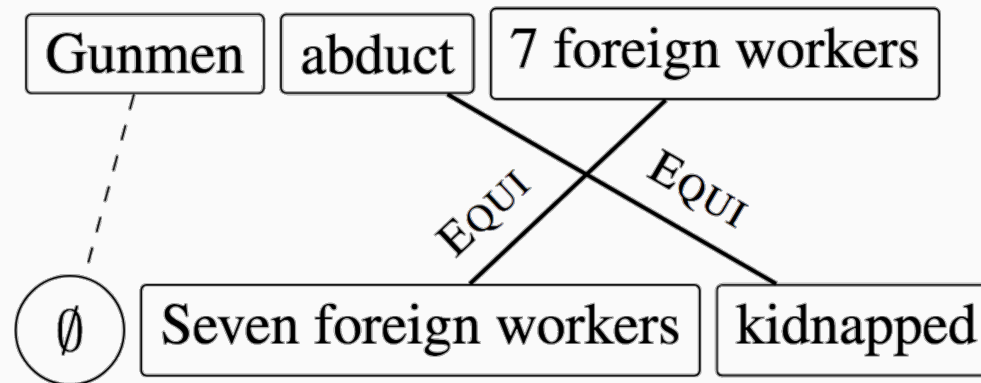 Gunmen abduct 7 foreign workers
EQUI EQUI
∅ Seven foreign workers kidnapped